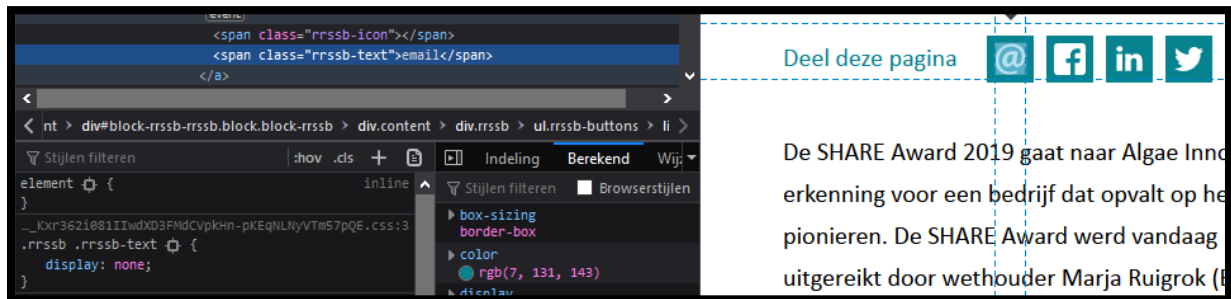 event
<span class="rrssb-icon"></span>
<span class="rrssb-text">email</span>
</a>
nt > div#block-rrssb-rrssb.block.block-rrssb > div.content > div.rrssb > ul.rrssb-buttons > li
Stijlen filteren :hov .cls +
element { inline
}
…_Kxr362i081IIwdXD3FMdCVpkHn-pKEqNLNyVTm57pQE.css:3
.rrssb .rrssb-text {
display: none;
}
Indeling Berekend Wij
Stijlen filteren Browserstijlen
box-sizing
border-box
color
rgb(7, 131, 143)
display
Deel deze pagina @ f in
De SHARE Award 2019 gaat naar Algae Inno
erkenning voor een bedrijf dat opvalt op he
pionieren. De SHARE Award werd vandaag
uitgereikt door wethouder Marja Ruigrok (